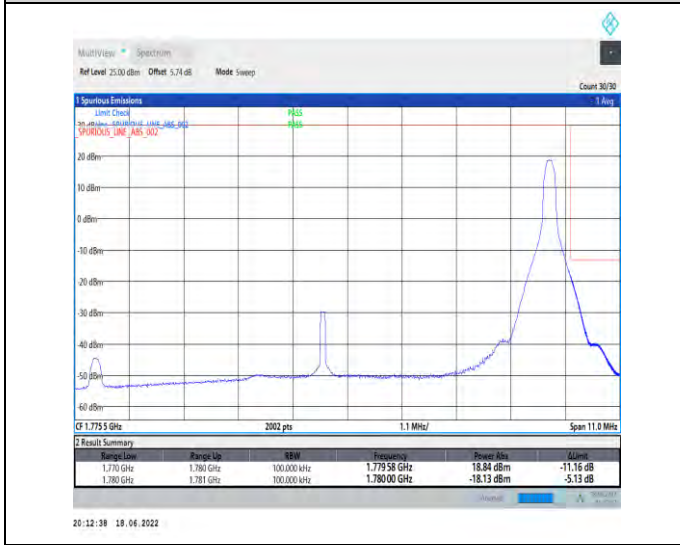 MultiView Spectrum
Ref Level 25.00 dBm Offset 5.74 dB Mode Sweep
Count 30/30
1 Spurious Emissions 1 Avg
Limit Check PASS
SPURIOUS_LINE_ABS_002 PASS
SPURIOUS_LINE_ABS_002
20 dBm
10 dBm
0 dBm
-10 dBm
-20 dBm
-30 dBm
-40 dBm
-50 dBm
-60 dBm
CF 1.775 5 GHz 2002 pts 1.1 MHz/ Span 11.0 MHz
2 Result Summary
Range Low Range Up RBW Frequency Power Abs ΔLimit
1.770 GHz 1.780 GHz 100.000 kHz 1.779 58 GHz 18.84 dBm -11.16 dB
1.780 GHz 1.781 GHz 100.000 kHz 1.780 00 GHz -18.13 dBm -5.13 dB
20:12:38 18.06.2022